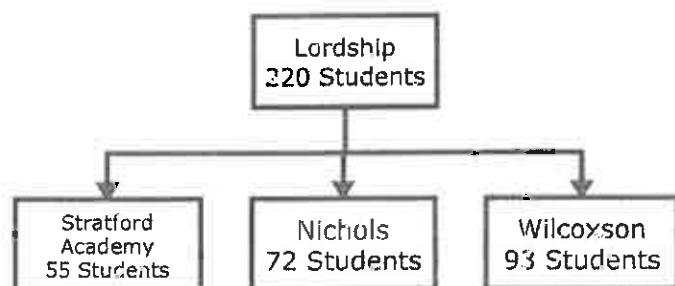 Lordship
220 Students
Stratford
Academy
55 Students
Nichols
72 Students
Wilcoxson
93 Students